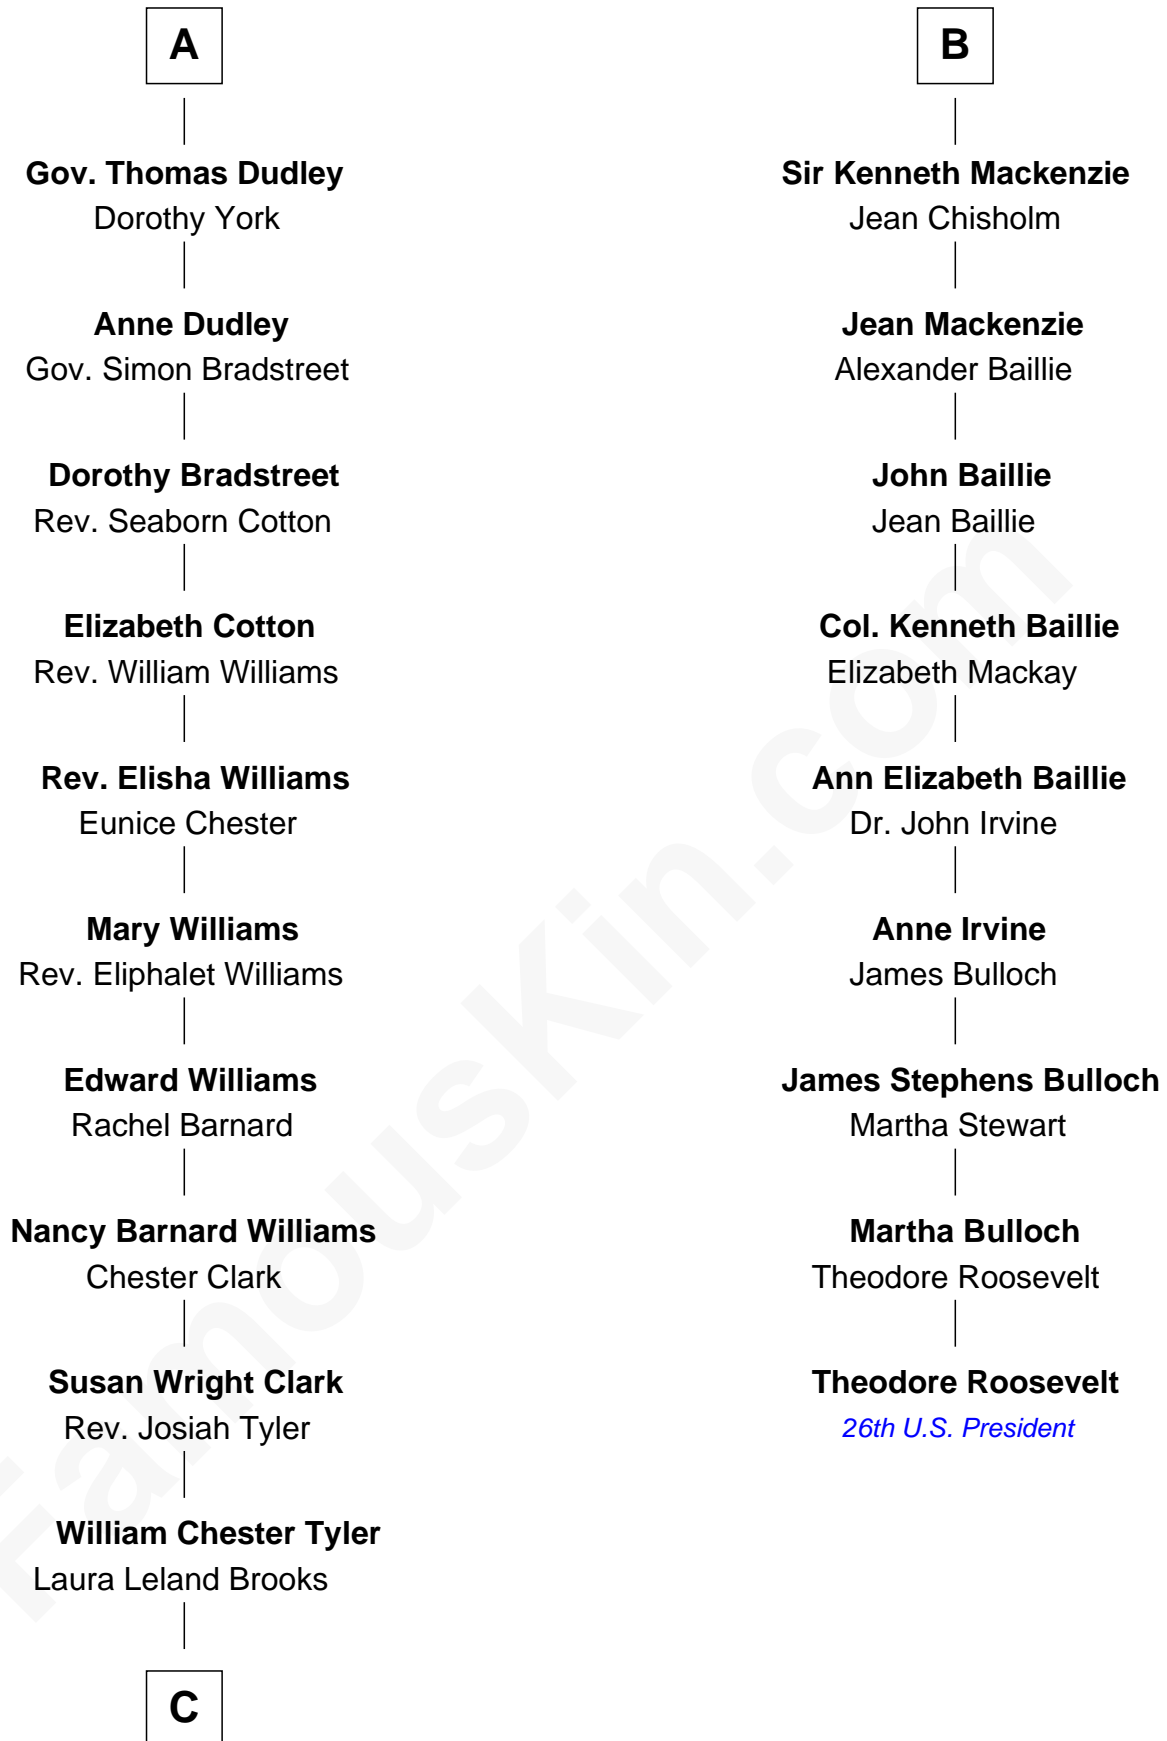 A
Gov. Thomas Dudley
Dorothy York
Anne Dudley
Gov. Simon Bradstreet
Dorothy Bradstreet
Rev. Seaborn Cotton
Elizabeth Cotton
Rev. William Williams
Rev. Elisha Williams
Eunice Chester
Mary Williams
Rev. Eliphalet Williams
Edward Williams
Rachel Barnard
Nancy Barnard Williams
Chester Clark
Susan Wright Clark
Rev. Josiah Tyler
William Chester Tyler
Laura Leland Brooks
C
B
Sir Kenneth Mackenzie
Jean Chisholm
Jean Mackenzie
Alexander Baillie
John Baillie
Jean Baillie
Col. Kenneth Baillie
Elizabeth Mackay
Ann Elizabeth Baillie
Dr. John Irvine
Anne Irvine
James Bulloch
James Stephens Bulloch
Martha Stewart
Martha Bulloch
Theodore Roosevelt
Theodore Roosevelt
26th U.S. President
FamousKin.com